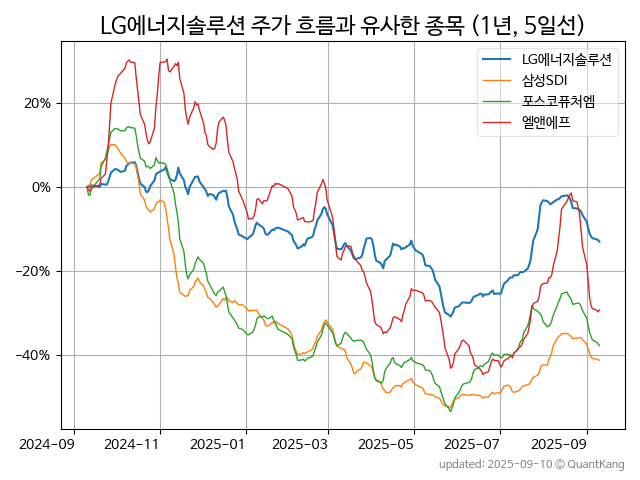 LG에너지솔루션 주가 흐름과 유사한 종목 (1년, 5일선)
LG에너지솔루션
삼성SDI
포스코퓨처엠
엘앤에프
20%
0%
−20%
−40%
2024-09 2024-11 2025-01 2025-03 2025-05 2025-07 2025-09
updated: 2025-09-10 © QuantKang